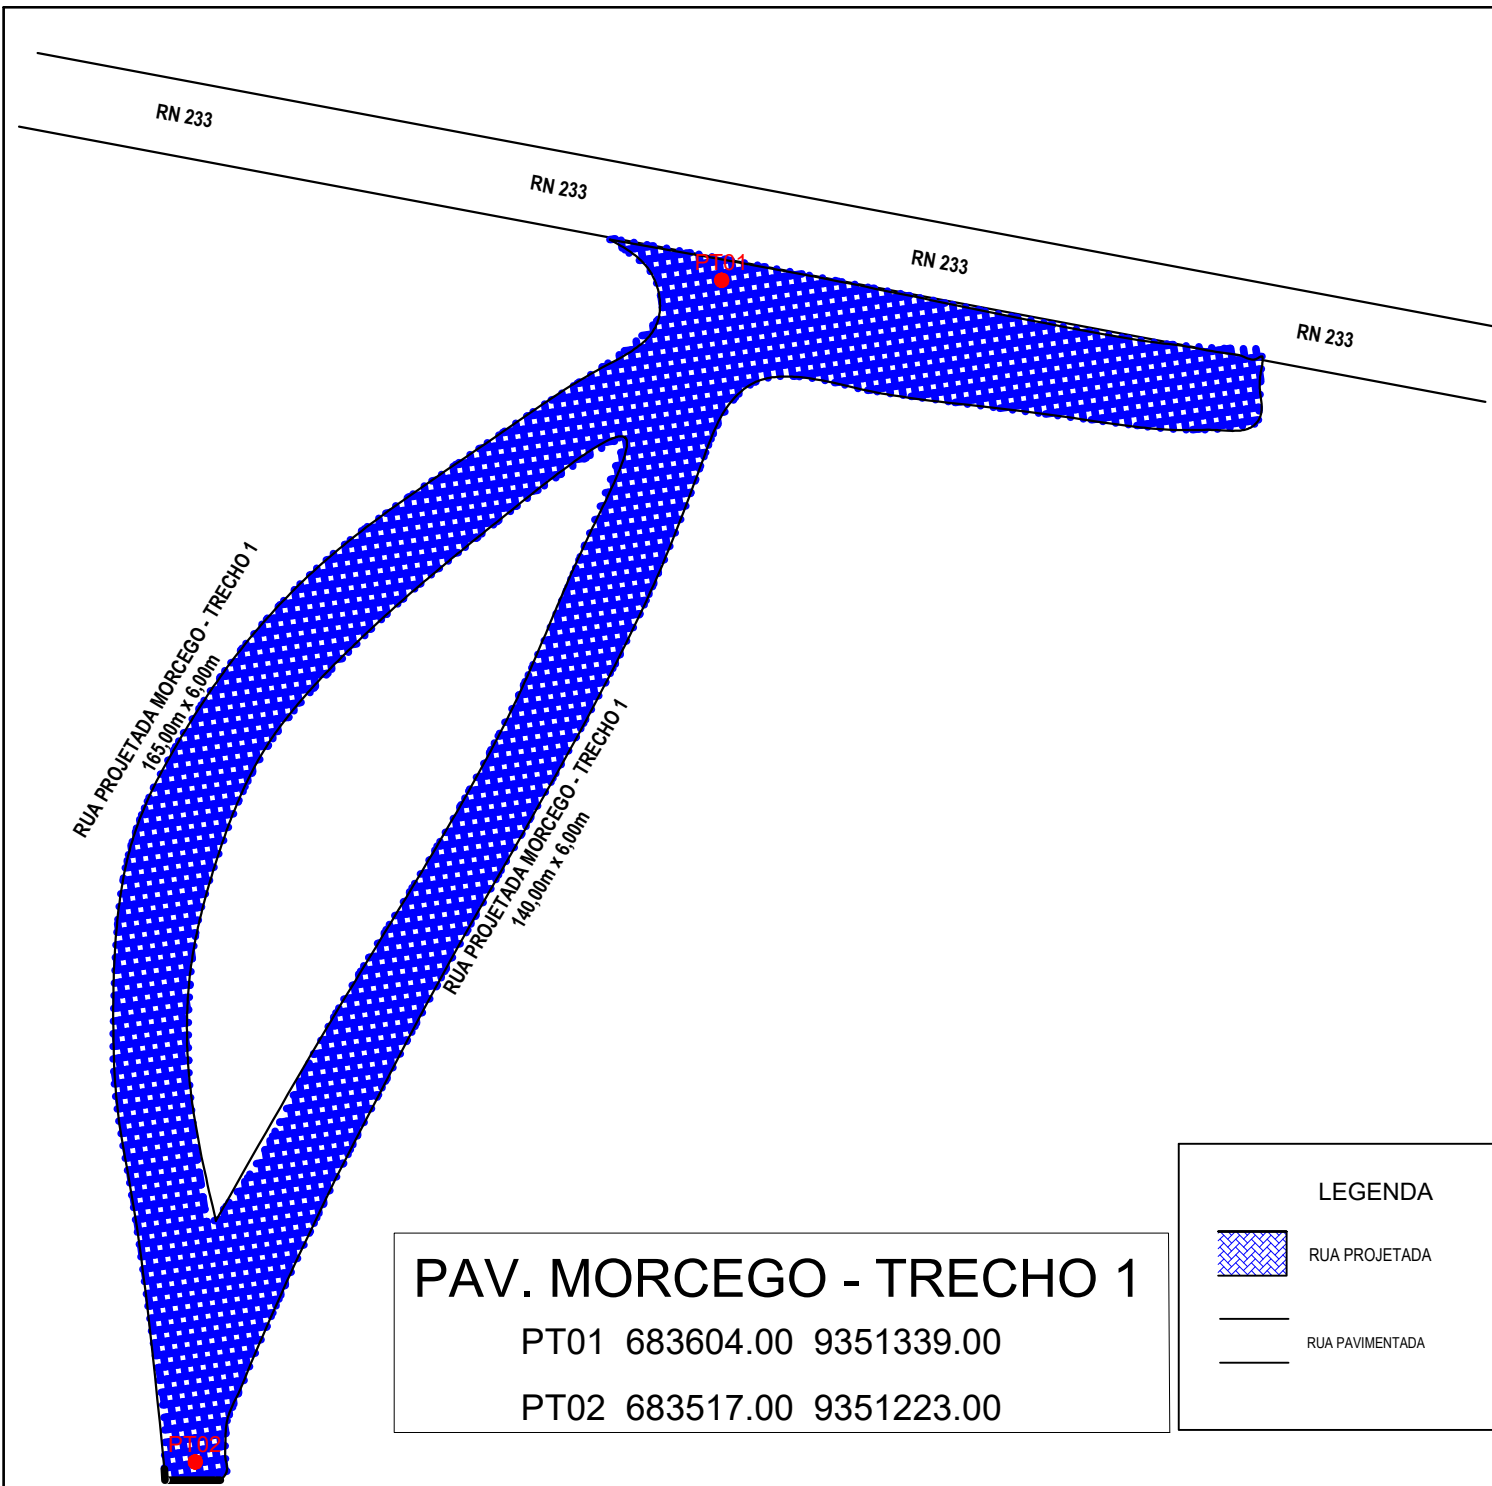 RN 233
RN 233
RN 233
RN 233
PT01
RUA PROJETADA MORCEGO - TRECHO 1
165,00m x 6,00m
RUA PROJETADA MORCEGO - TRECHO 1
140,00m x 6,00m
PT02
PAV. MORCEGO - TRECHO 1
PT01 683604.00 9351339.00
PT02 683517.00 9351223.00
LEGENDA
RUA PROJETADA
RUA PAVIMENTADA